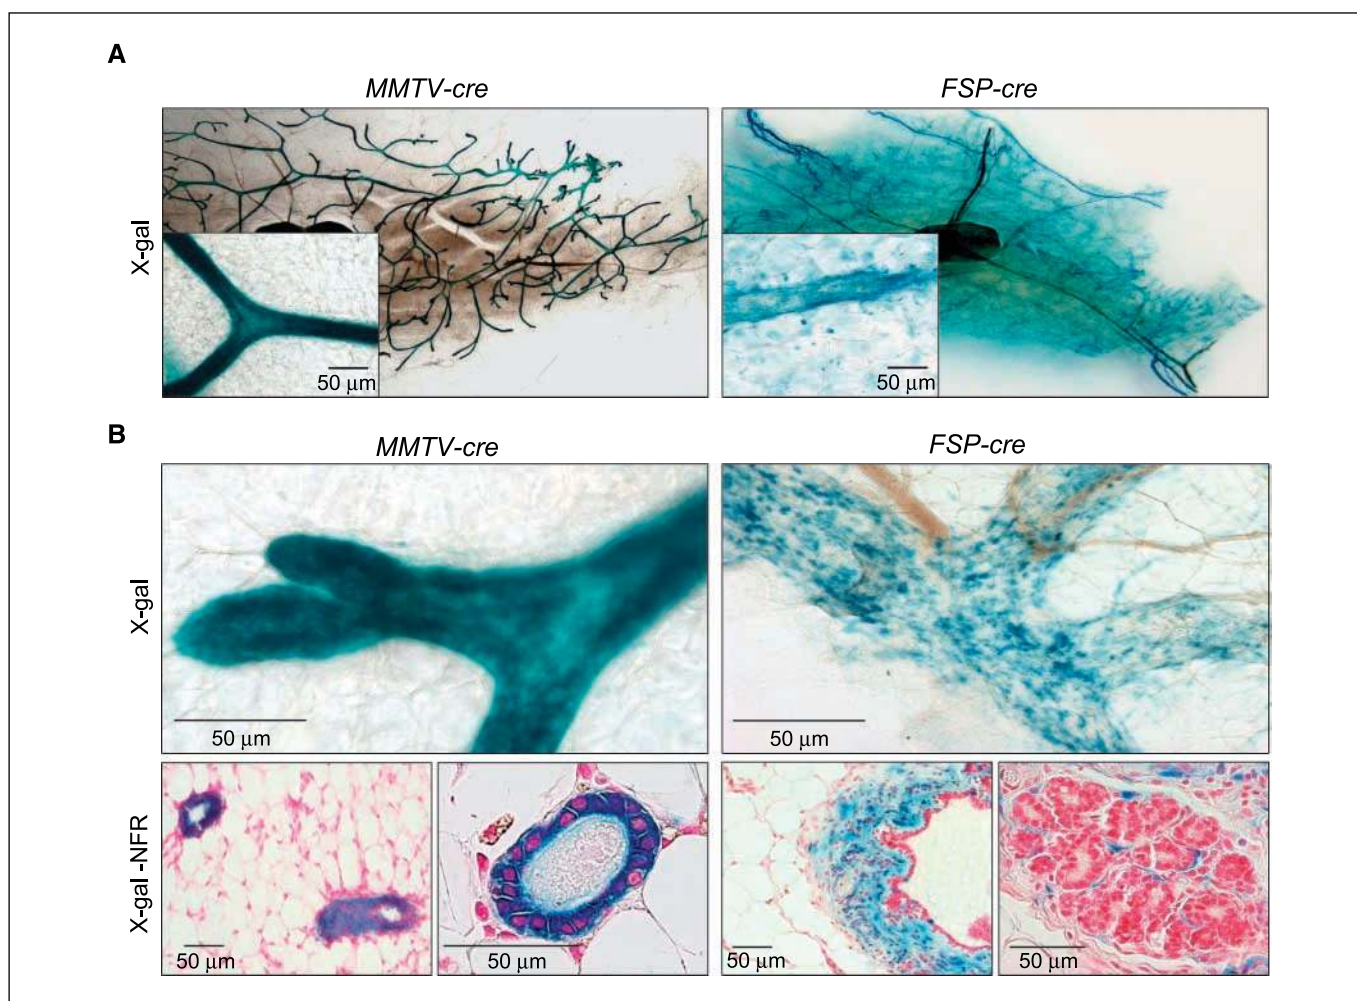 A
MMTV-cre
FSP-cre
X-gal
50 μm
50 μm
B
MMTV-cre
FSP-cre
X-gal
50 μm
50 μm
X-gal -NFR
50 μm
50 μm
50 μm
50 μm